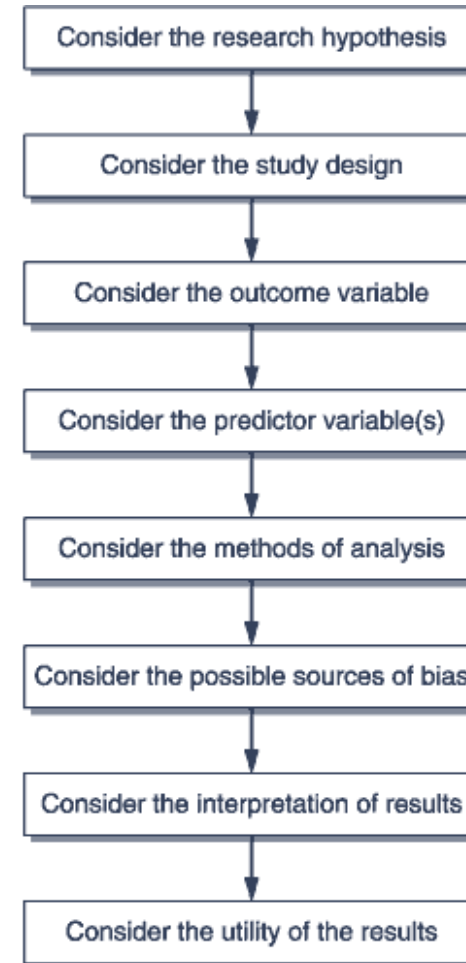 Consider the research hypothesis
Consider the study design
Consider the outcome variable
Consider the predictor variable(s)
Consider the methods of analysis
Consider the possible sources of bias
Consider the interpretation of results
Consider the utility of the results